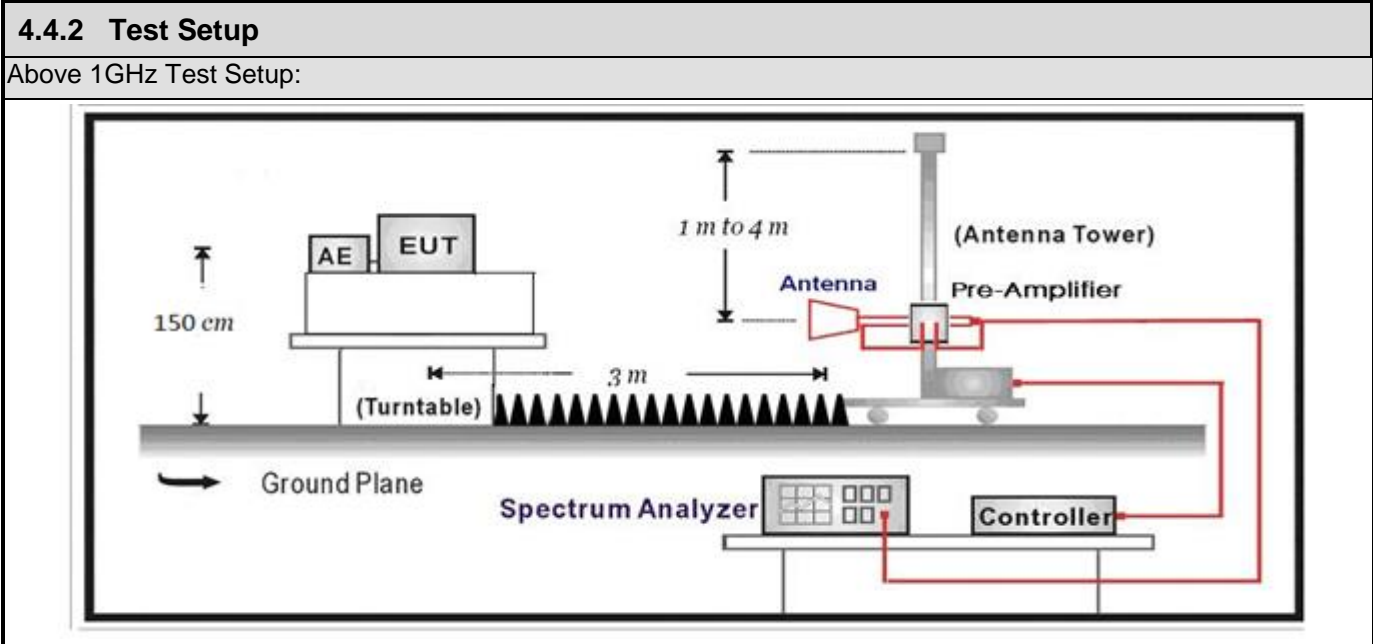 4.4.2 Test Setup
Above 1GHz Test Setup:
1 m to 4 m
(Antenna Tower)
AE
EUT
Antenna
Pre-Amplifier
150 cm
3 m
(Turntable)
Ground Plane
Spectrum Analyzer
Controller